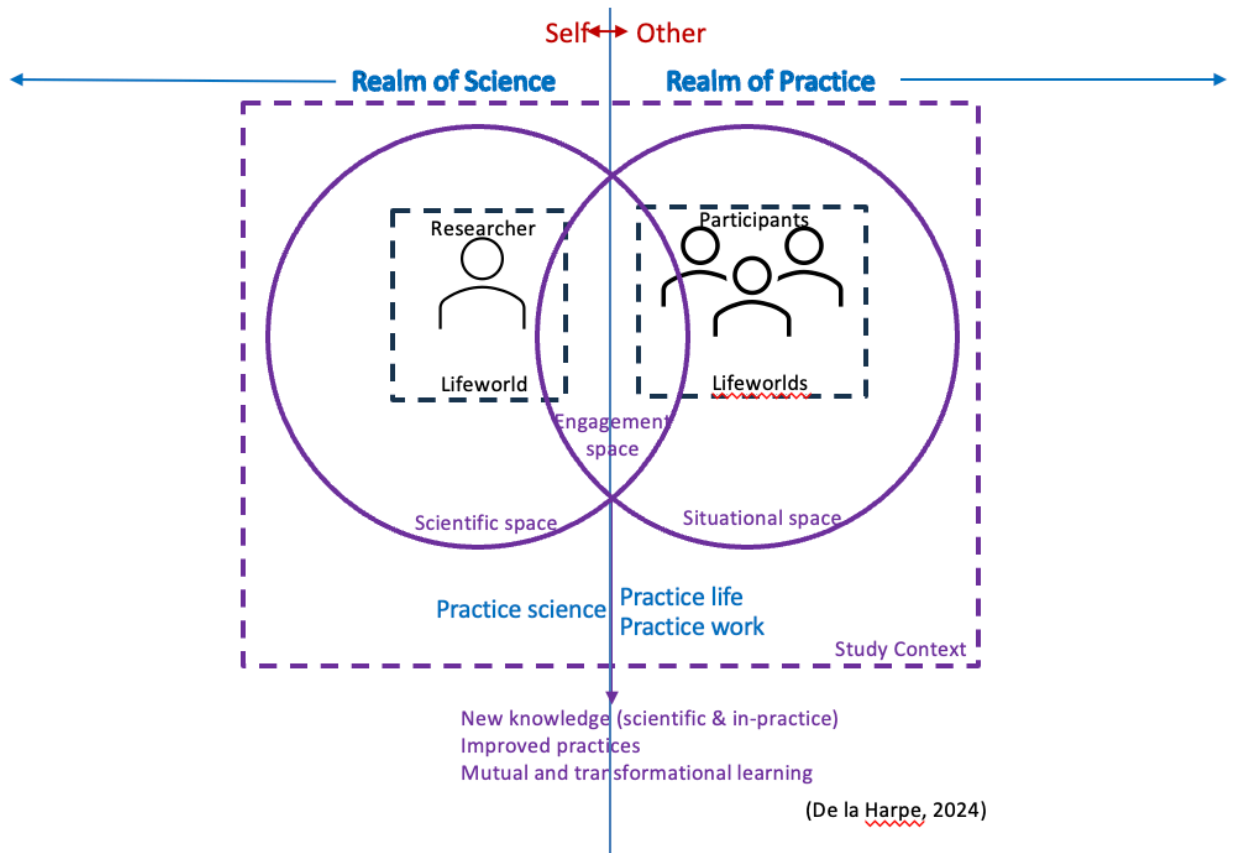 Self Other
Realm of Science Realm of Practice
Researcher
Participants
Lifeworld
Lifeworlds
Engagement
space
Scientific space
Situational space
Practice science
Practice life
Practice work
Study Context
New knowledge (scientific & in-practice)
Improved practices
Mutual and transformational learning
(De la Harpe, 2024)